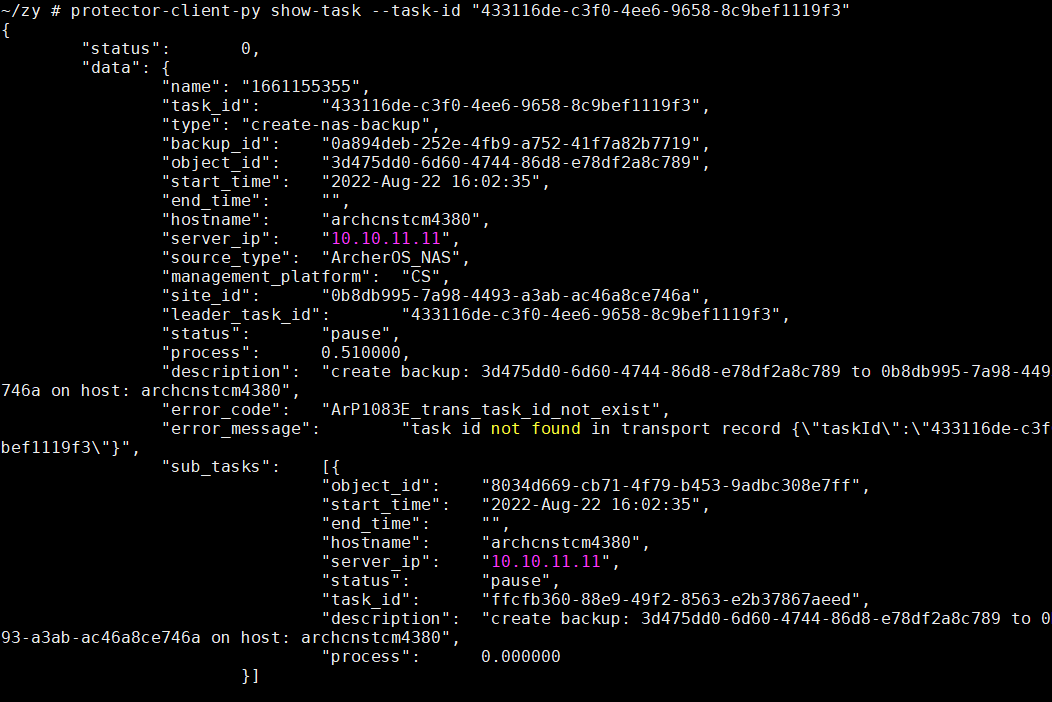 ~/zy # protector-client-py show-task --task-id "433116de-c3f0-4ee6-9658-8c9bef1119f3"
{
"status": 0,
"data": {
"name": "1661155355",
"task_id": "433116de-c3f0-4ee6-9658-8c9bef1119f3",
"type": "create-nas-backup",
"backup_id": "0a894deb-252e-4fb9-a752-41f7a82b7719",
"object_id": "3d475dd0-6d60-4744-86d8-e78df2a8c789",
"start_time": "2022-Aug-22 16:02:35",
"end_time": "",
"hostname": "archcnstcm4380",
"server_ip": "10.10.11.11",
"source_type": "ArcherOS_NAS",
"management_platform": "CS",
"site_id": "0b8db995-7a98-4493-a3ab-ac46a8ce746a",
"leader_task_id": "433116de-c3f0-4ee6-9658-8c9bef1119f3",
"status": "pause",
"process": 0.510000,
"description": "create backup: 3d475dd0-6d60-4744-86d8-e78df2a8c789 to 0b8db995-7a98-449
746a on host: archcnstcm4380",
"error_code": "ArP1083E_trans_task_id_not_exist",
"error_message": "task id not found in transport record {\"taskId\":\"433116de-c3f
bef1119f3\"}",
"sub_tasks": [{
"object_id": "8034d669-cb71-4f79-b453-9adbc308e7ff",
"start_time": "2022-Aug-22 16:02:35",
"end_time": "",
"hostname": "archcnstcm4380",
"server_ip": "10.10.11.11",
"status": "pause",
"task_id": "ffcfb360-88e9-49f2-8563-e2b37867aeed",
"description": "create backup: 3d475dd0-6d60-4744-86d8-e78df2a8c789 to 0
93-a3ab-ac46a8ce746a on host: archcnstcm4380",
"process": 0.000000
}]